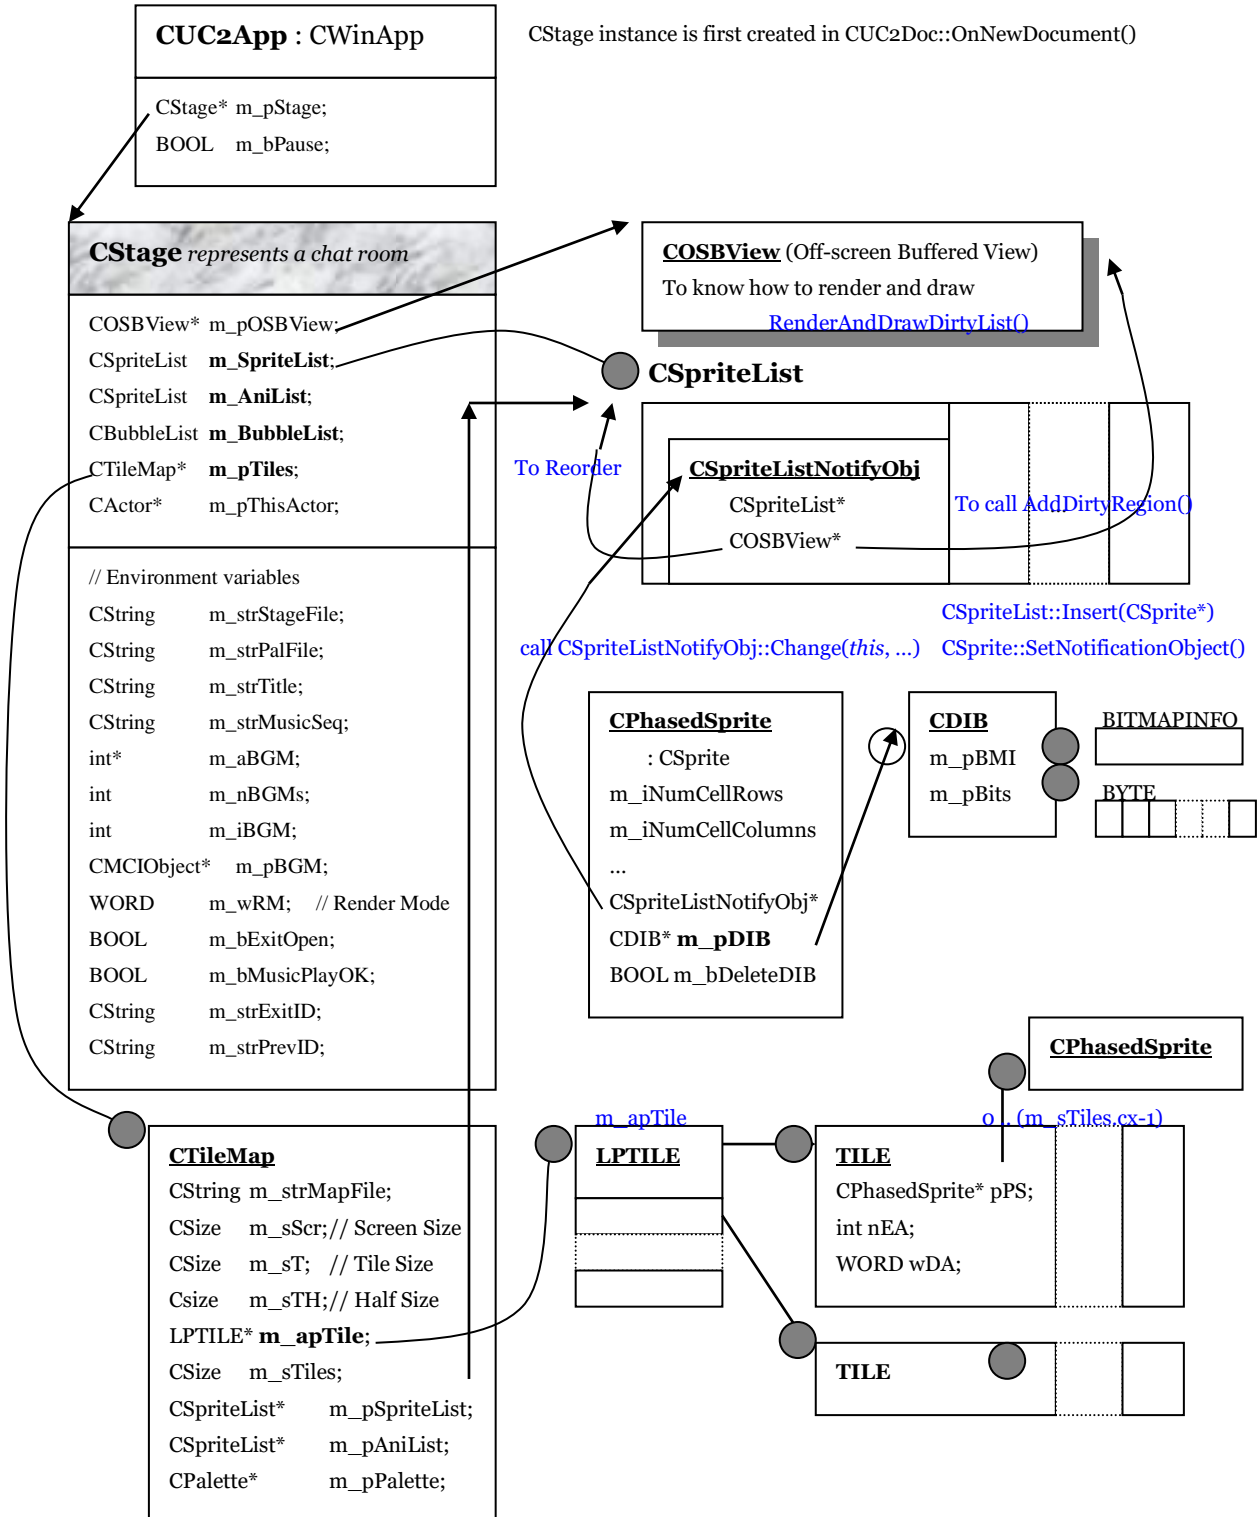 CUC2App : CWinApp
CStage* m_pStage;
BOOL m_bPause;
CStage instance is first created in CUC2Doc::OnNewDocument()
CStage represents a chat room
COSBView* m_pOSBView;
CSpriteList m_SpriteList;
CSpriteList m_AniList;
CBubbleList m_BubbleList;
CTileMap* m_pTiles;
CActor* m_pThisActor;
// Environment variables
CString m_strStageFile;
CString m_strPalFile;
CString m_strTitle;
CString m_strMusicSeq;
int* m_aBGM;
int m_nBGMs;
int m_iBGM;
CMCIObject* m_pBGM;
WORD m_wRM; // Render Mode
BOOL m_bExitOpen;
BOOL m_bMusicPlayOK;
CString m_strExitID;
CString m_strPrevID;
COSBView (Off-screen Buffered View)
To know how to render and draw
RenderAndDrawDirtyList()
CSpriteList
To Reorder
CSpriteListNotifyObj
CSpriteList*
COSBView*
...
To call AddDirtyRegion()
CSpriteList::Insert(CSprite*)
CSprite::SetNotificationObject()
call CSpriteListNotifyObj::Change(this, ...)
CPhasedSprite
: CSprite
m_iNumCellRows
m_iNumCellColumns
...
CSpriteListNotifyObj*
CDIB* m_pDIB
BOOL m_bDeleteDIB
CDIB
m_pBMI
m_pBits
BITMAPINFO
BYTE
CPhasedSprite
CTileMap
CString m_strMapFile;
CSize m_sScr;// Screen Size
CSize m_sT; // Tile Size
Csize m_sTH;// Half Size
LPTILE* m_apTile;
CSize m_sTiles;
CSpriteList* m_pSpriteList;
CSpriteList* m_pAniList;
CPalette* m_pPalette;
m_apTile
LPTILE
0 .. (m_sTiles.cx-1)
TILE
CPhasedSprite* pPS;
int nEA;
WORD wDA;
TILE